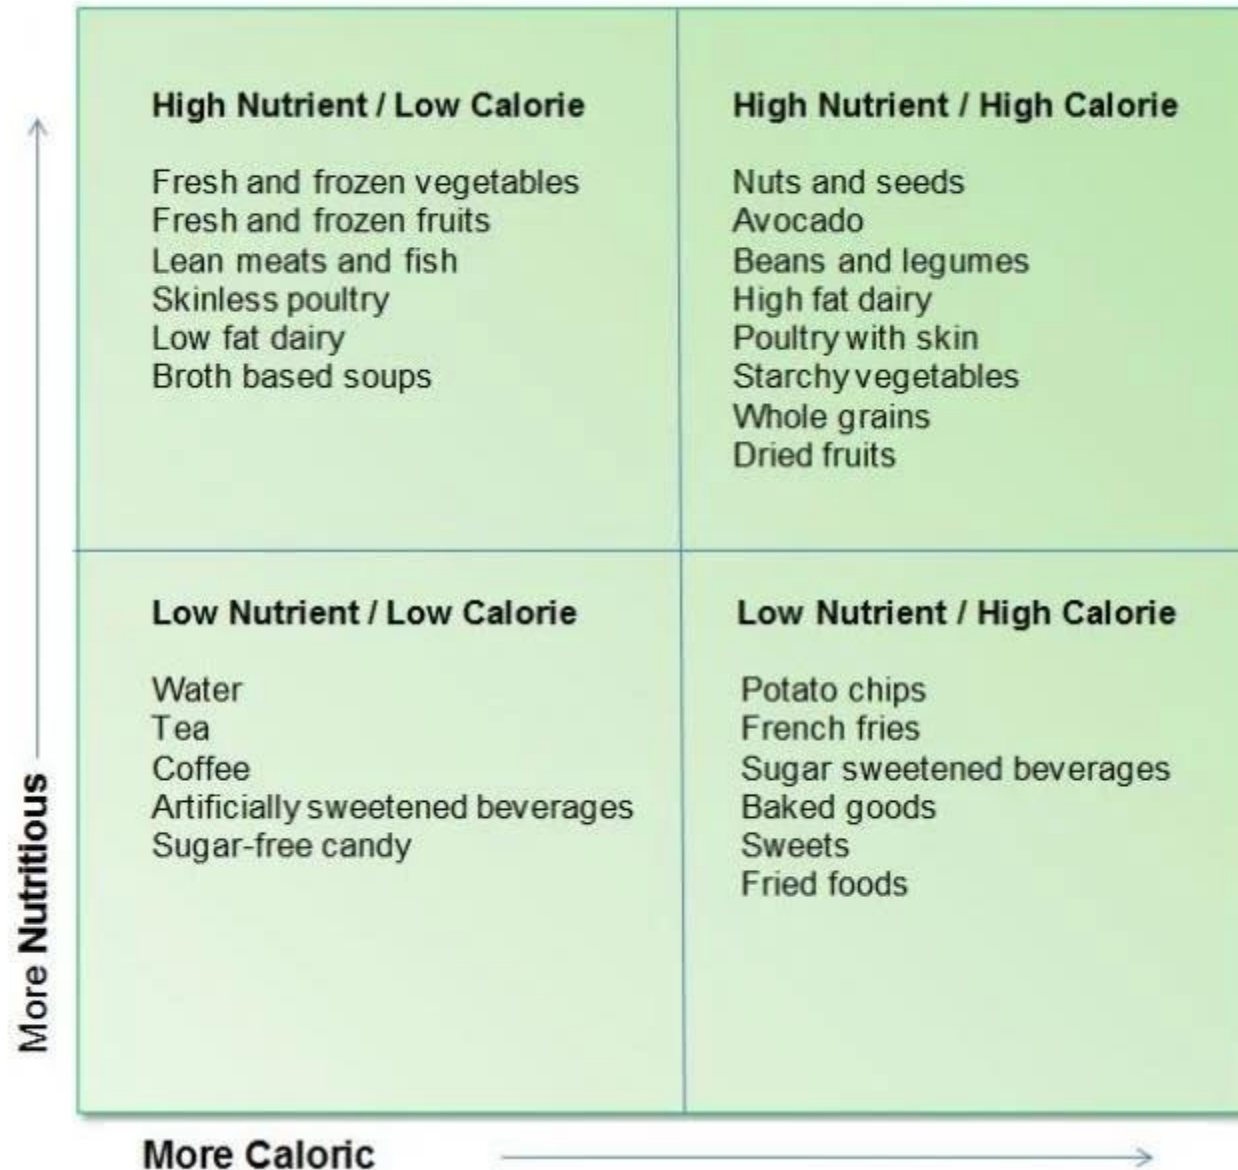 High Nutrient / Low Calorie
Fresh and frozen vegetables
Fresh and frozen fruits
Lean meats and fish
Skinless poultry
Low fat dairy
Broth based soups
High Nutrient / High Calorie
Nuts and seeds
Avocado
Beans and legumes
High fat dairy
Poultry with skin
Starchy vegetables
Whole grains
Dried fruits
Low Nutrient / Low Calorie
Water
Tea
Coffee
Artificially sweetened beverages
Sugar-free candy
Low Nutrient / High Calorie
Potato chips
French fries
Sugar sweetened beverages
Baked goods
Sweets
Fried foods
More Nutritious
More Caloric